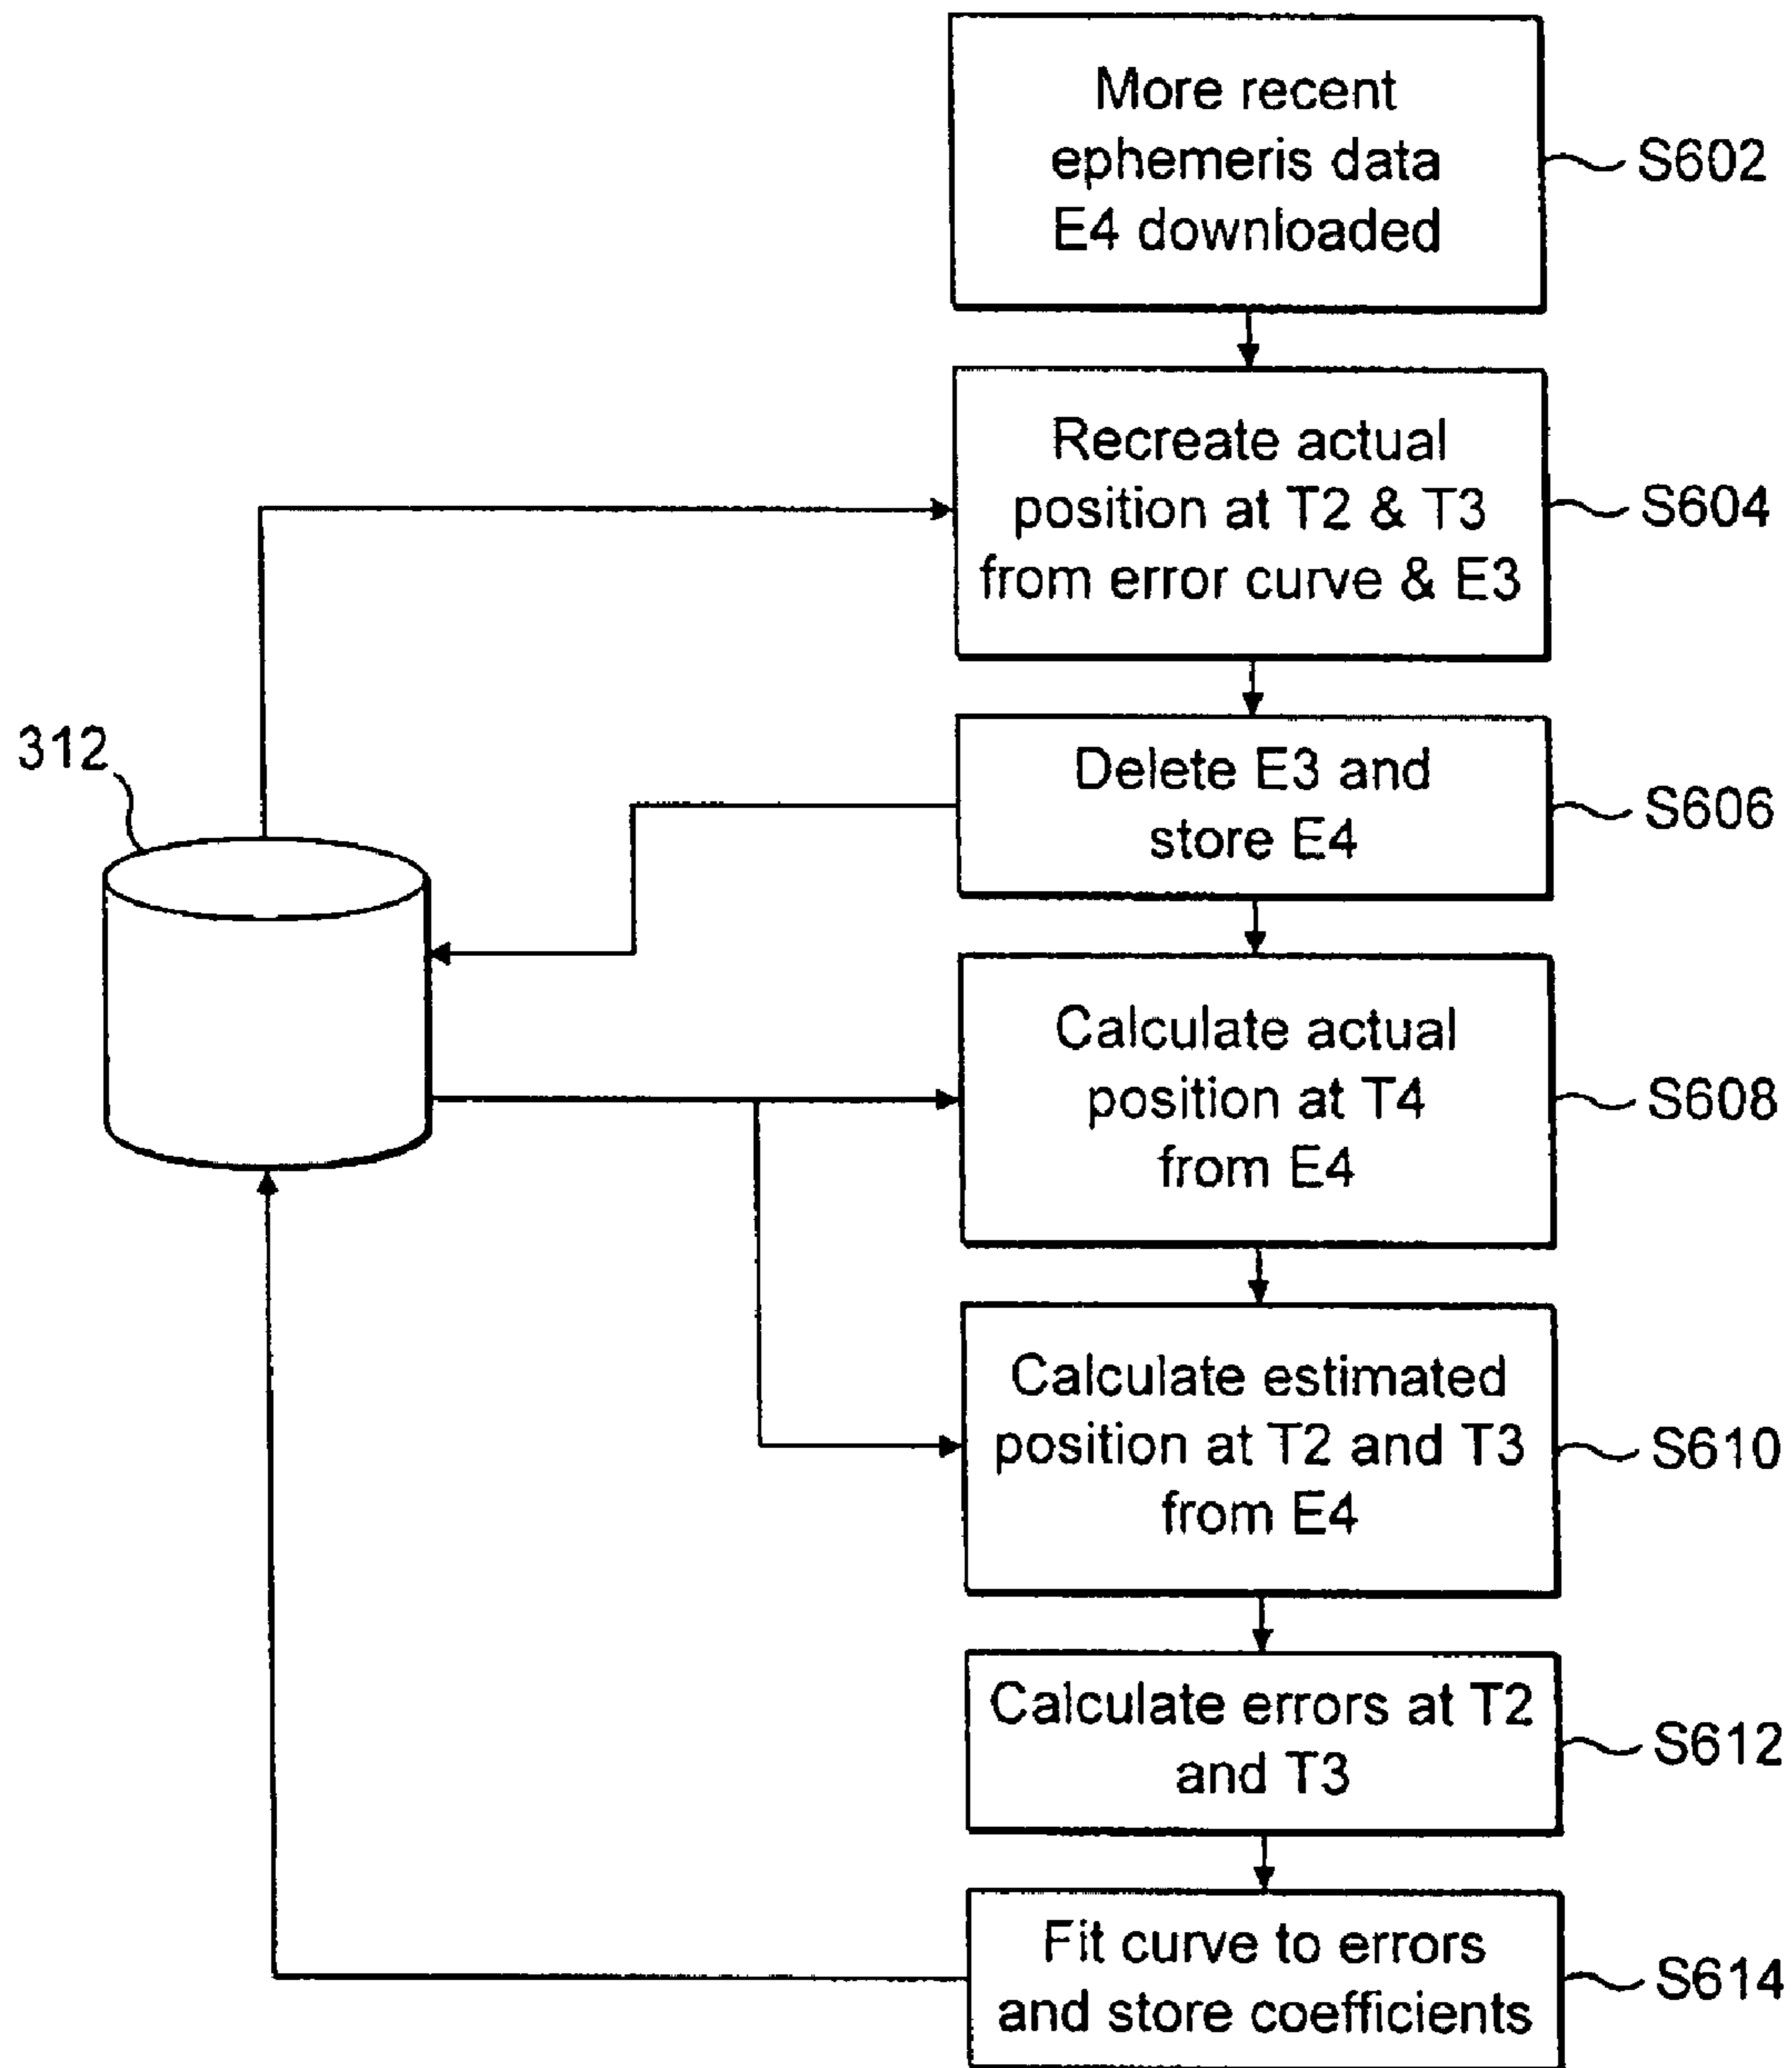 More recent
ephemeris data
E4 downloaded
S602
Recreate actual
position at T2 & T3
from error curve & E3
S604
312
Delete E3 and
store E4
S606
Calculate actual
position at T4
from E4
S608
Calculate estimated
position at T2 and T3
from E4
S610
Calculate errors at T2
and T3
S612
Fit curve to errors
and store coefficients
S614